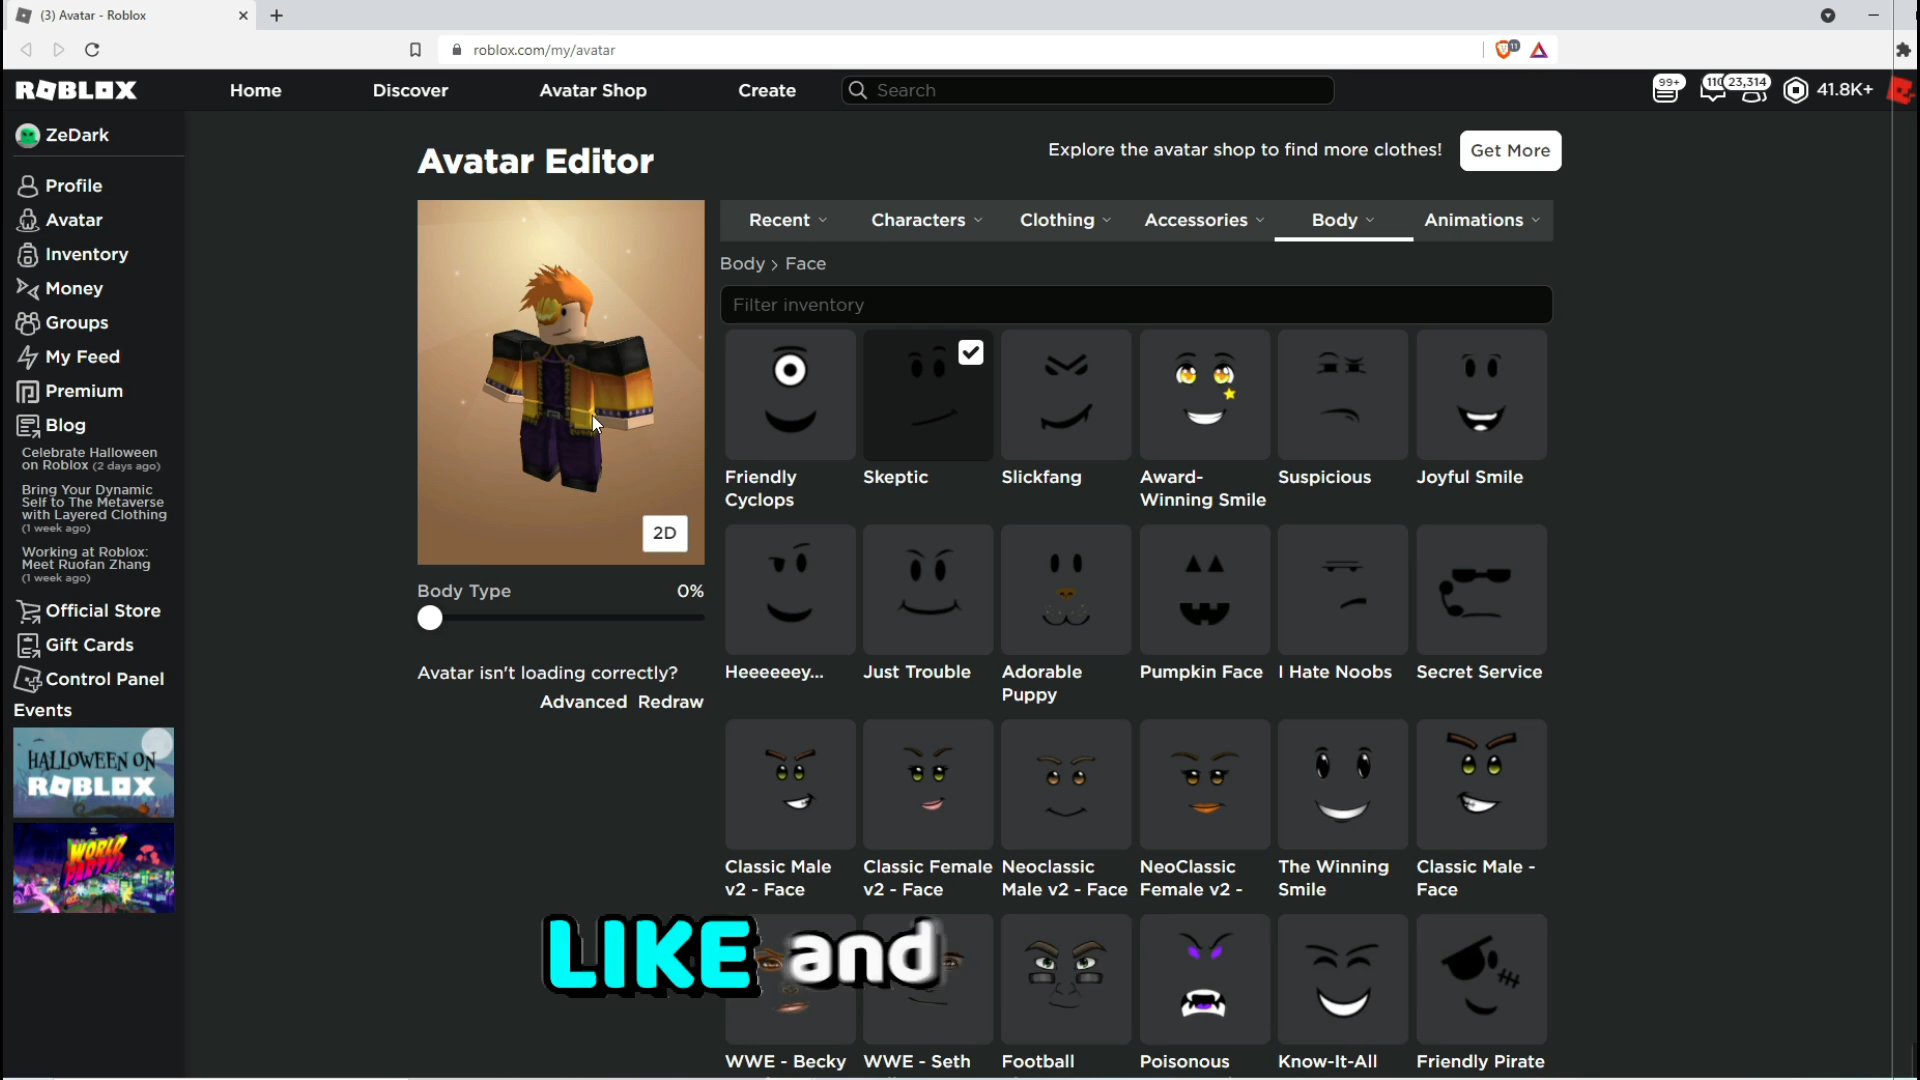 (3) Avatar - Roblox
roblox.com/my/avatar
11
ROBLOX
Home
Discover
Avatar Shop
Create
Search
99+
110
23,314
41.8K+
ZeDark
Profile
Avatar
Inventory
Money
Groups
My Feed
Premium
Blog
Celebrate Halloween
on Roblox (2 days ago)
Bring Your Dynamic
Self to The Metaverse
with Layered Clothing
(1 week ago)
Working at Roblox:
Meet Ruofan Zhang
(1 week ago)
Official Store
Gift Cards
Control Panel
Events
HALLOWEEN ON
ROBLOX
WORLD
PARTY!
Avatar Editor
Explore the avatar shop to find more clothes!
Get More
2D
Body Type
0%
Avatar isn't loading correctly?
Advanced Redraw
Recent
Characters
Clothing
Accessories
Body
Animations
Body > Face
Filter inventory
Friendly
Cyclops
Skeptic
Slickfang
Award-
Winning Smile
Suspicious
Joyful Smile
Heeeeeey...
Just Trouble
Adorable
Puppy
Pumpkin Face
I Hate Noobs
Secret Service
Classic Male
v2 - Face
Classic Female
v2 - Face
Neoclassic
Male v2 - Face
NeoClassic
Female v2 -
The Winning
Smile
Classic Male -
Face
LIKE and
WWE - Becky
WWE - Seth
Football
Poisonous
Know-It-All
Friendly Pirate